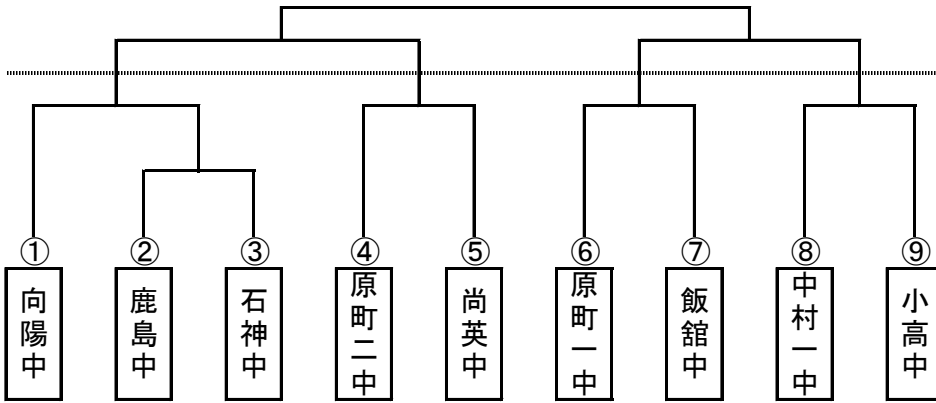 ①
②
③
④
⑤
⑥
⑦
⑧
⑨
向陽中
鹿島中
石神中
原町二中
尚英中
原町一中
飯舘中
中村一中
小高中